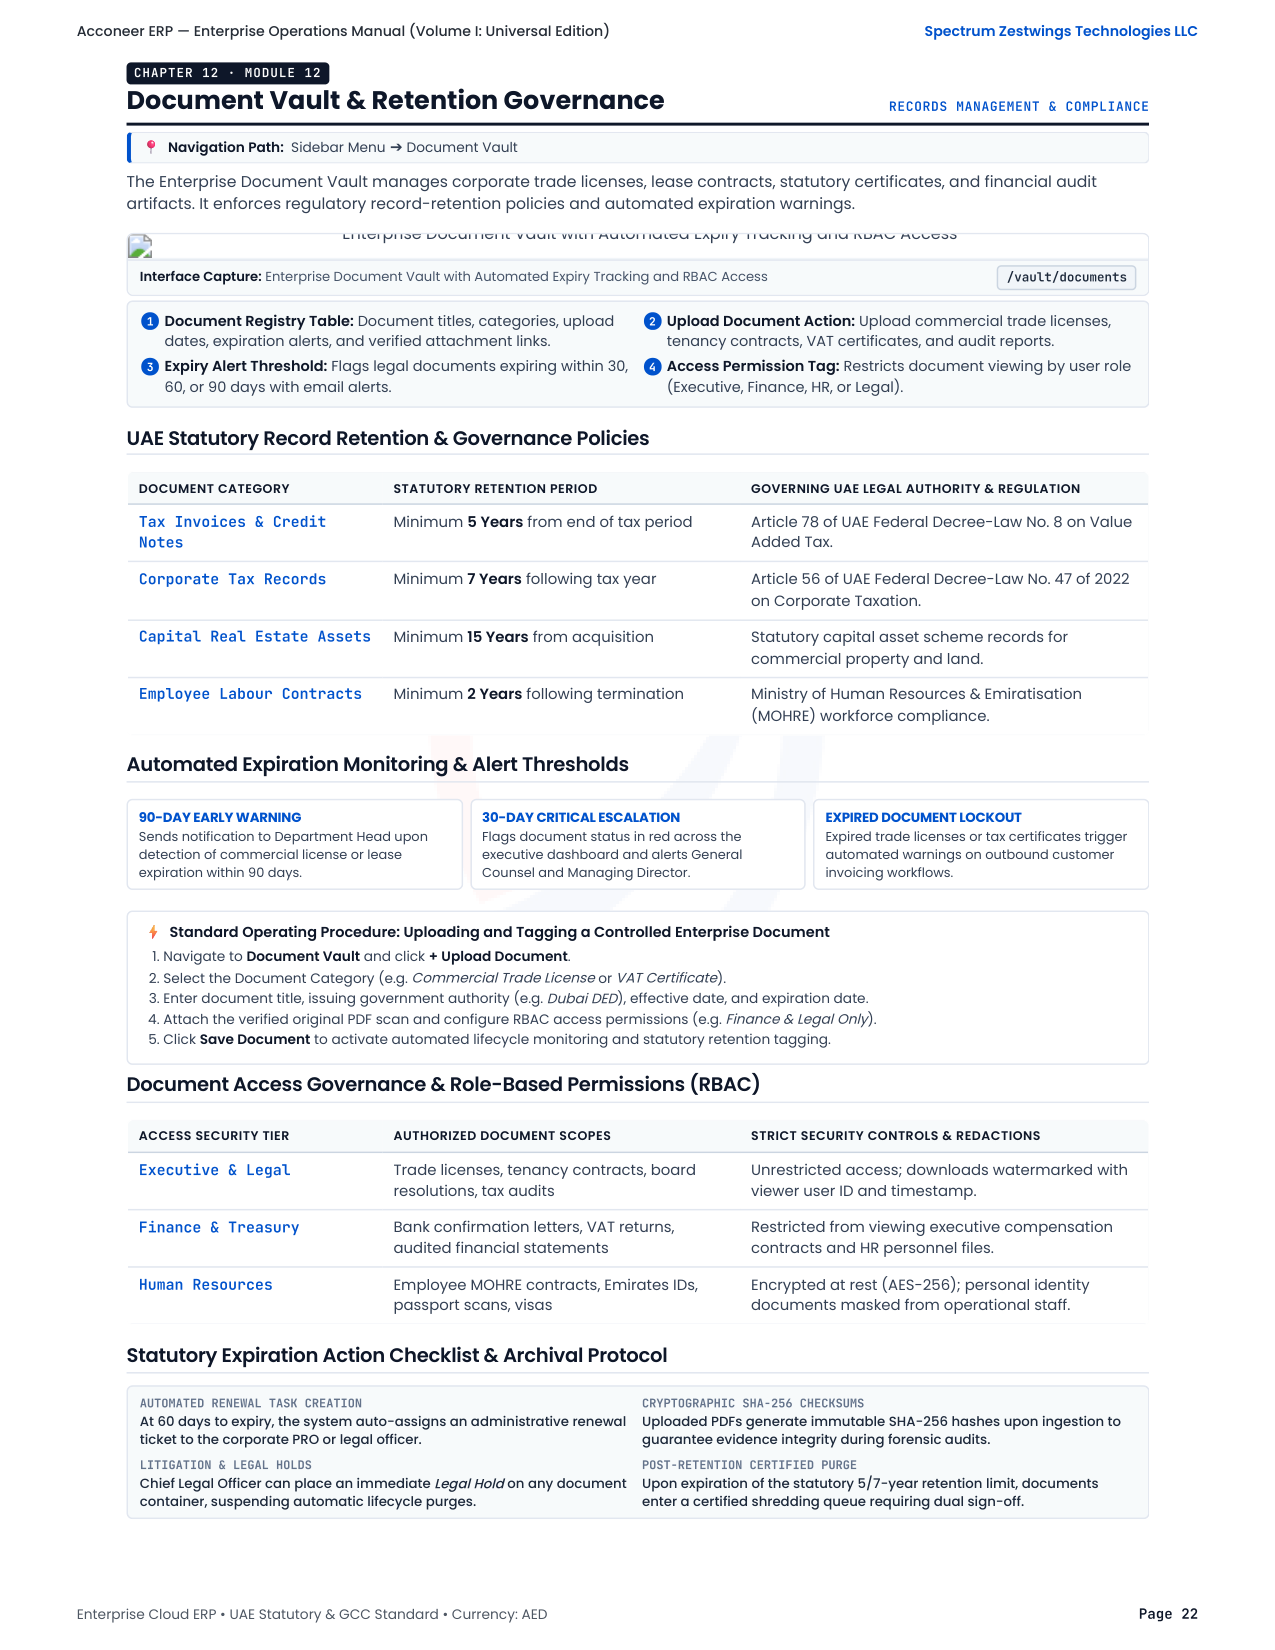 Acconeer ERP — Enterprise Operations Manual (Volume I: Universal Edition)
Spectrum Zestwings Technologies LLC
CHAPTER 12 · MODULE 12
Document Vault & Retention Governance
RECORDS MANAGEMENT & COMPLIANCE
📍 Navigation Path: Sidebar Menu ➔ Document Vault
The Enterprise Document Vault manages corporate trade licenses, lease contracts, statutory certificates, and financial audit
artifacts. It enforces regulatory record-retention policies and automated expiration warnings.
Enterprise Document Vault with Automated Expiry Tracking and RBAC Access
Interface Capture: Enterprise Document Vault with Automated Expiry Tracking and RBAC Access
/vault/documents
1 Document Registry Table: Document titles, categories, upload
dates, expiration alerts, and verified attachment links.
2 Upload Document Action: Upload commercial trade licenses,
tenancy contracts, VAT certificates, and audit reports.
3 Expiry Alert Threshold: Flags legal documents expiring within 30,
60, or 90 days with email alerts.
4 Access Permission Tag: Restricts document viewing by user role
(Executive, Finance, HR, or Legal).
UAE Statutory Record Retention & Governance Policies
DOCUMENT CATEGORY
STATUTORY RETENTION PERIOD
GOVERNING UAE LEGAL AUTHORITY & REGULATION
Tax Invoices & Credit
Notes
Minimum 5 Years from end of tax period
Article 78 of UAE Federal Decree-Law No. 8 on Value
Added Tax.
Corporate Tax Records
Minimum 7 Years following tax year
Article 56 of UAE Federal Decree-Law No. 47 of 2022
on Corporate Taxation.
Capital Real Estate Assets
Minimum 15 Years from acquisition
Statutory capital asset scheme records for
commercial property and land.
Employee Labour Contracts
Minimum 2 Years following termination
Ministry of Human Resources & Emiratisation
(MOHRE) workforce compliance.
Automated Expiration Monitoring & Alert Thresholds
90-DAY EARLY WARNING
Sends notification to Department Head upon
detection of commercial license or lease
expiration within 90 days.
30-DAY CRITICAL ESCALATION
Flags document status in red across the
executive dashboard and alerts General
Counsel and Managing Director.
EXPIRED DOCUMENT LOCKOUT
Expired trade licenses or tax certificates trigger
automated warnings on outbound customer
invoicing workflows.
⚡ Standard Operating Procedure: Uploading and Tagging a Controlled Enterprise Document
1. Navigate to Document Vault and click + Upload Document.
2. Select the Document Category (e.g. Commercial Trade License or VAT Certificate).
3. Enter document title, issuing government authority (e.g. Dubai DED), effective date, and expiration date.
4. Attach the verified original PDF scan and configure RBAC access permissions (e.g. Finance & Legal Only).
5. Click Save Document to activate automated lifecycle monitoring and statutory retention tagging.
Document Access Governance & Role-Based Permissions (RBAC)
ACCESS SECURITY TIER
AUTHORIZED DOCUMENT SCOPES
STRICT SECURITY CONTROLS & REDACTIONS
Executive & Legal
Trade licenses, tenancy contracts, board
resolutions, tax audits
Unrestricted access; downloads watermarked with
viewer user ID and timestamp.
Finance & Treasury
Bank confirmation letters, VAT returns,
audited financial statements
Restricted from viewing executive compensation
contracts and HR personnel files.
Human Resources
Employee MOHRE contracts, Emirates IDs,
passport scans, visas
Encrypted at rest (AES-256); personal identity
documents masked from operational staff.
Statutory Expiration Action Checklist & Archival Protocol
AUTOMATED RENEWAL TASK CREATION
At 60 days to expiry, the system auto-assigns an administrative renewal
ticket to the corporate PRO or legal officer.
CRYPTOGRAPHIC SHA-256 CHECKSUMS
Uploaded PDFs generate immutable SHA-256 hashes upon ingestion to
guarantee evidence integrity during forensic audits.
LITIGATION & LEGAL HOLDS
Chief Legal Officer can place an immediate Legal Hold on any document
container, suspending automatic lifecycle purges.
POST-RETENTION CERTIFIED PURGE
Upon expiration of the statutory 5/7-year retention limit, documents
enter a certified shredding queue requiring dual sign-off.
Enterprise Cloud ERP • UAE Statutory & GCC Standard • Currency: AED
Page 22